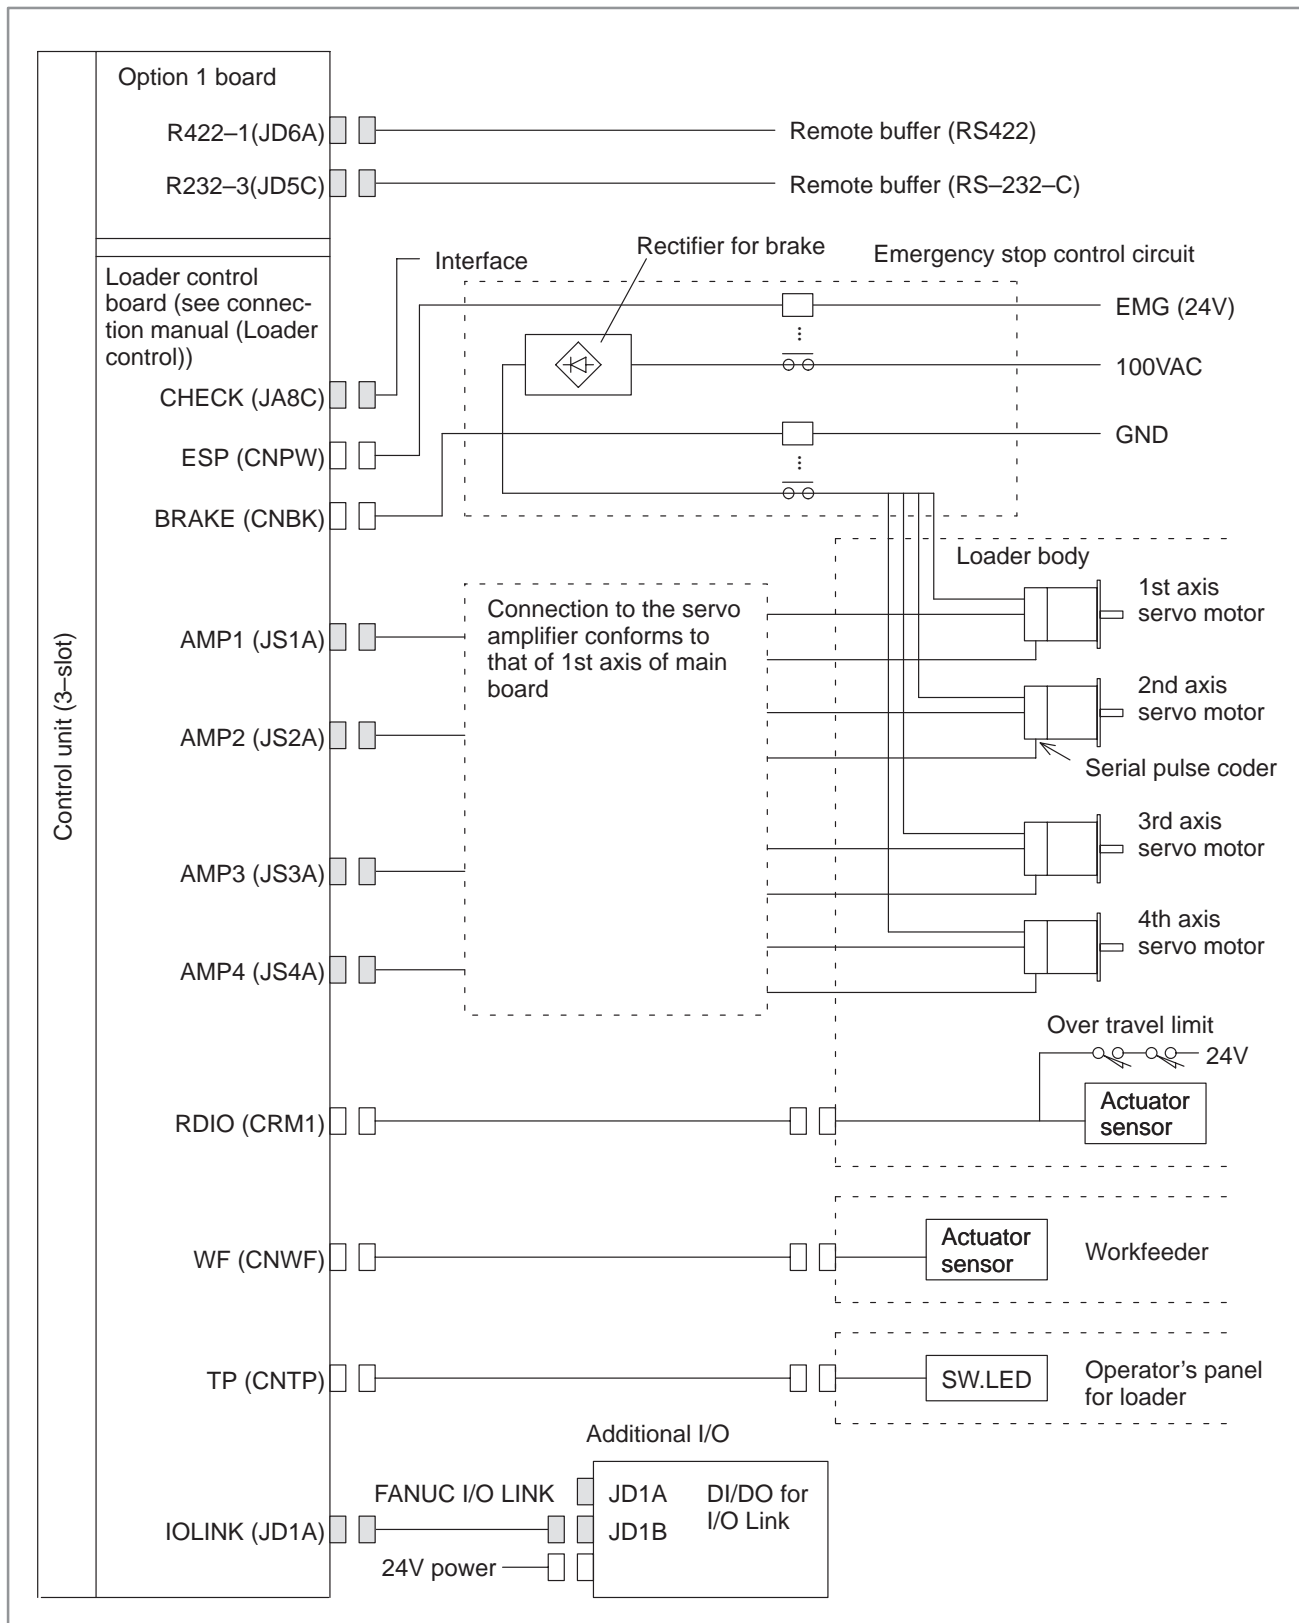 Option 1 board
R422–1(JD6A)
Remote buffer (RS422)
R232–3(JD5C)
Remote buffer (RS–232–C)
Loader control
board (see connec-
tion manual (Loader
control))
Interface
Rectifier for brake
Emergency stop control circuit
EMG (24V)
100VAC
CHECK (JA8C)
GND
ESP (CNPW)
BRAKE (CNBK)
Control unit (3–slot)
Loader body
Connection to the servo
amplifier conforms to
that of 1st axis of main
board
1st axis
servo motor
AMP1 (JS1A)
2nd axis
servo motor
AMP2 (JS2A)
Serial pulse coder
3rd axis
servo motor
AMP3 (JS3A)
4th axis
servo motor
AMP4 (JS4A)
Over travel limit
24V
Actuator
sensor
RDIO (CRM1)
Actuator
sensor
Workfeeder
WF (CNWF)
TP (CNTP)
SW.LED
Operator’s panel
for loader
Additional I/O
FANUC I/O LINK
JD1A
DI/DO for
I/O Link
IOLINK (JD1A)
JD1B
24V power